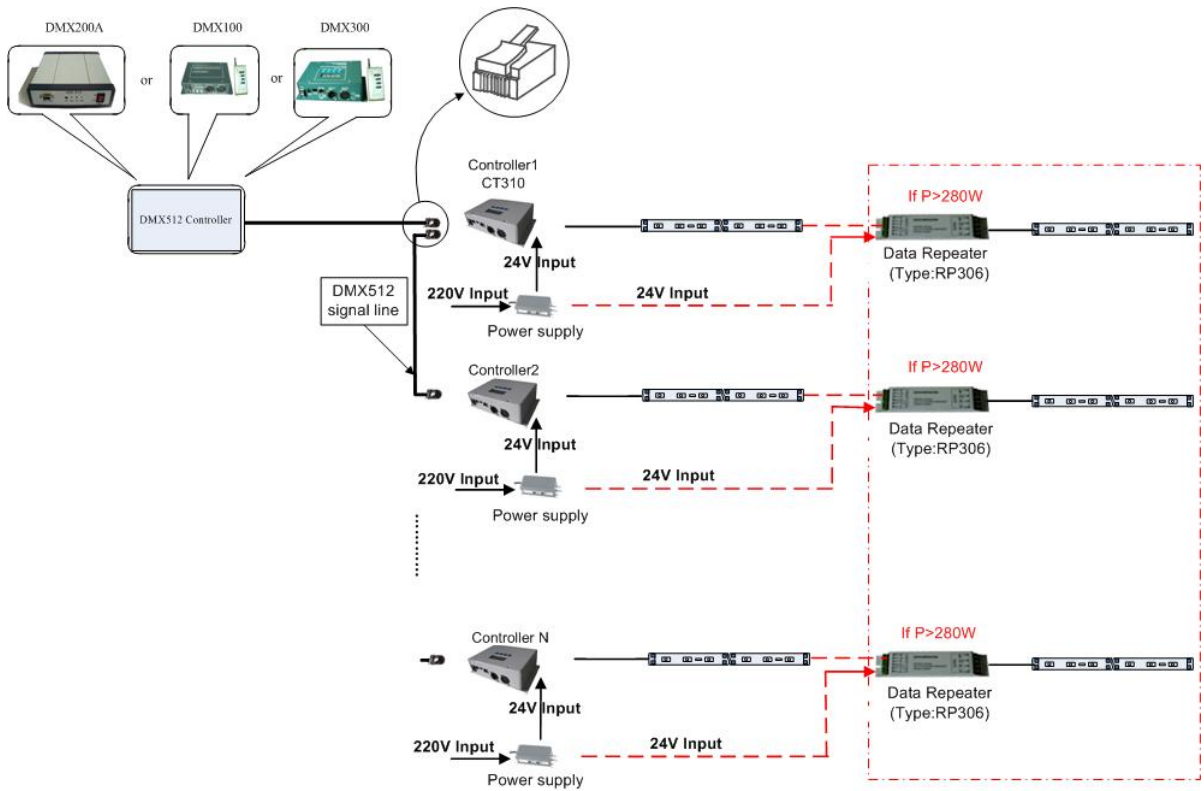 DMX200A
DMX100
DMX300
or
or
DMX512 Controller
Controller1
CT310
If P>280W
24V Input
Data Repeater
(Type:RP306)
DMX512
signal line
220V Input
24V Input
Power supply
Controller2
If P>280W
24V Input
Data Repeater
(Type:RP306)
220V Input
24V Input
Power supply
Controller N
If P>280W
24V Input
Data Repeater
(Type:RP306)
220V Input
24V Input
Power supply